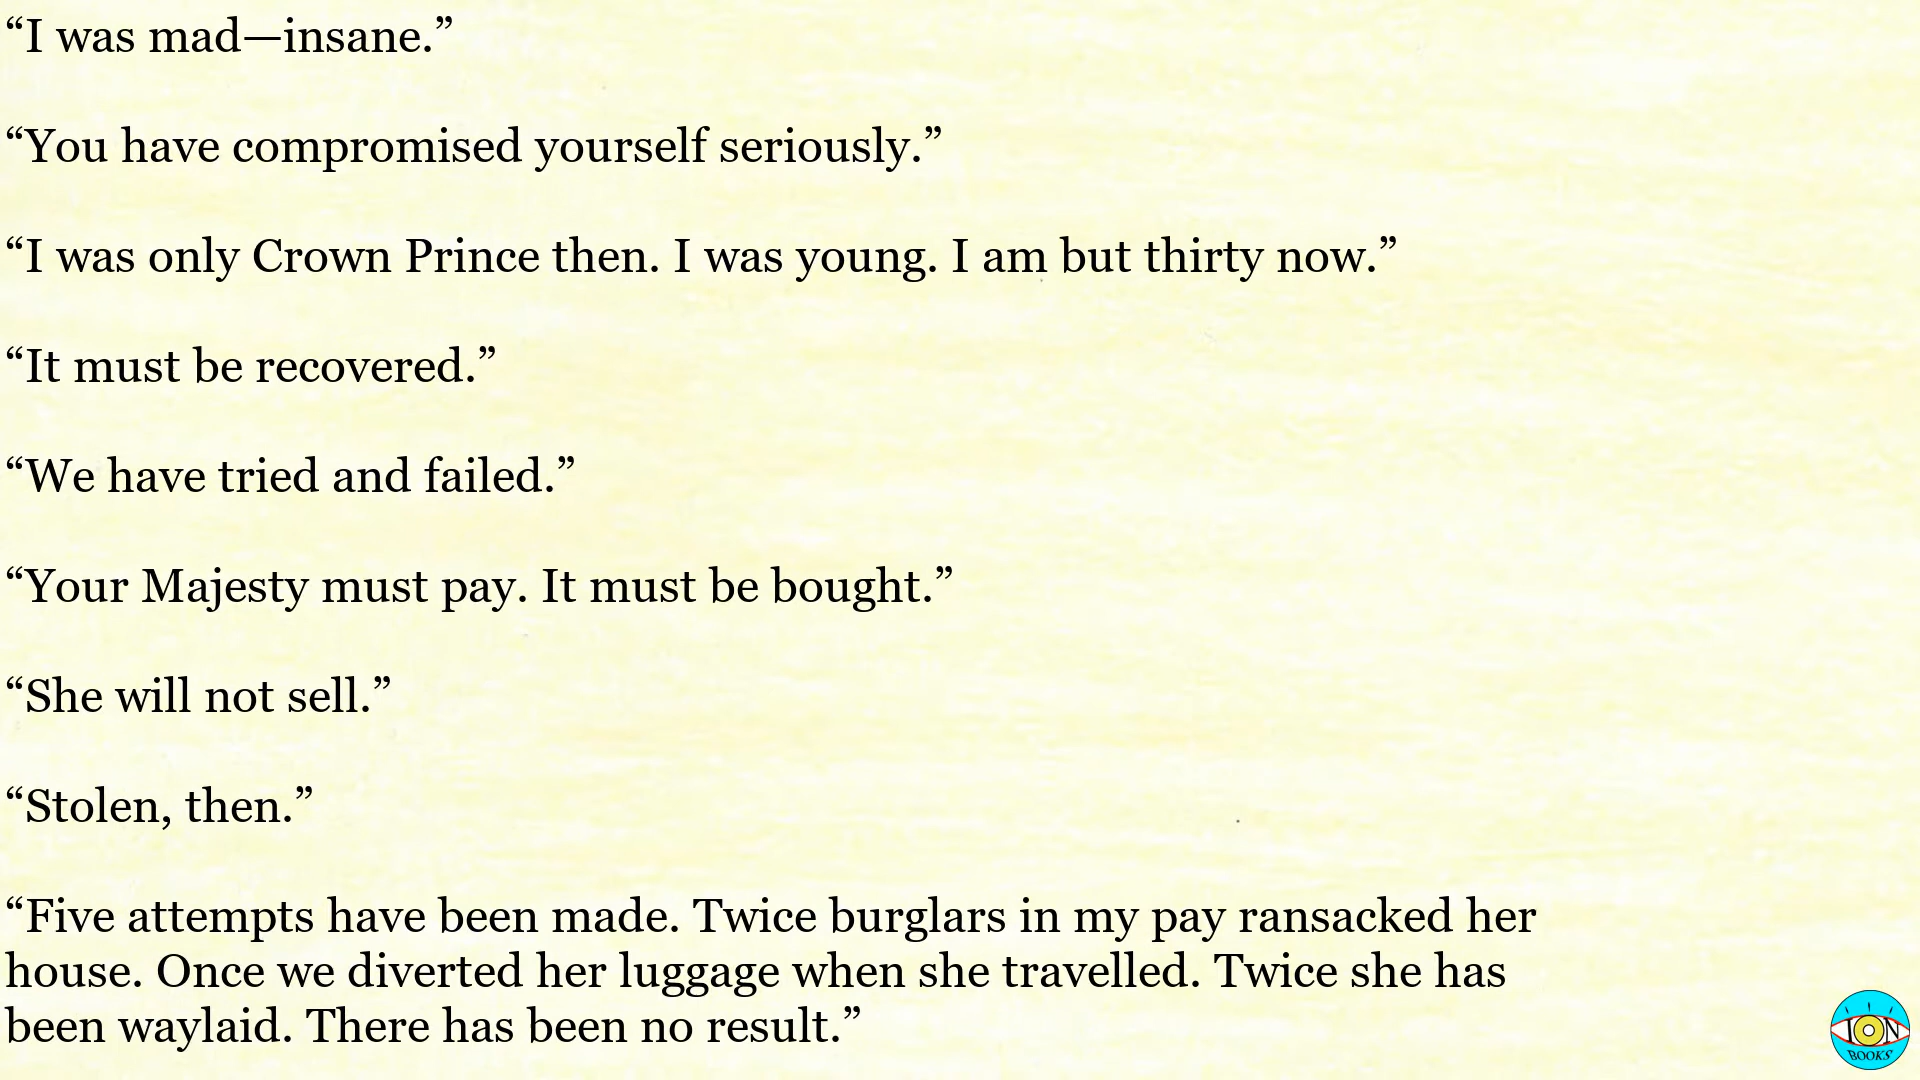 “I was mad—insane.”
“You have compromised yourself seriously.”
“I was only Crown Prince then. I was young. I am but thirty now.”
“It must be recovered.”
“We have tried and failed.”
“Your Majesty must pay. It must be bought.”
“She will not sell.”
“Stolen, then.”
“Five attempts have been made. Twice burglars in my pay ransacked her
house. Once we diverted her luggage when she travelled. Twice she has
been waylaid. There has been no result.”
ION
BOOKS